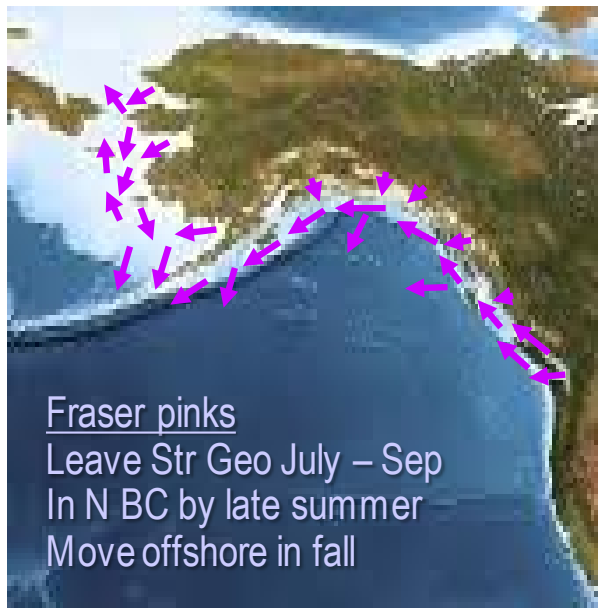 Fraser pinks
Leave Str Geo July – Sep
In N BC by late summer
Move offshore in fall